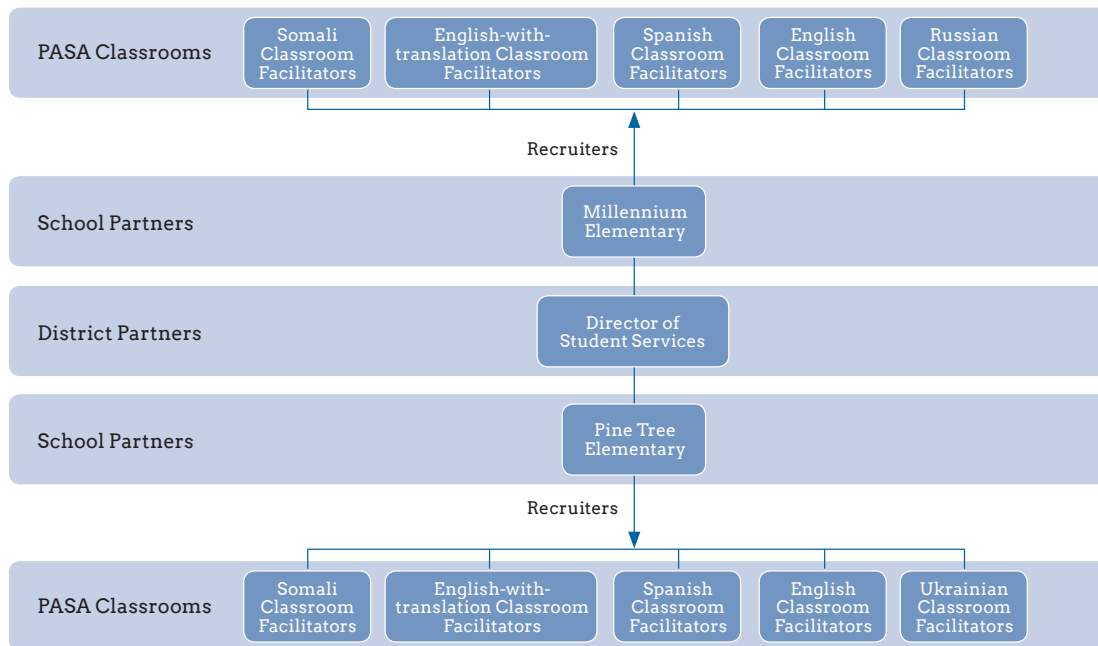 PASA Classrooms
Somali
Classroom
Facilitators
English-with-
translation Classroom
Facilitators
Spanish
Classroom
Facilitators
English
Classroom
Facilitators
Russian
Classroom
Facilitators
Recruiters
School Partners
Millennium
Elementary
District Partners
Director of
Student Services
School Partners
Pine Tree
Elementary
Recruiters
PASA Classrooms
Somali
Classroom
Facilitators
English-with-
translation Classroom
Facilitators
Spanish
Classroom
Facilitators
English
Classroom
Facilitators
Ukrainian
Classroom
Facilitators